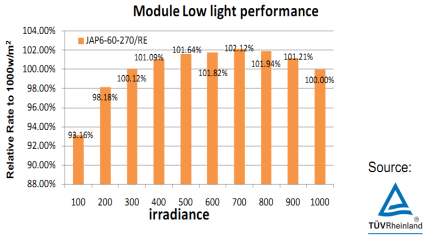 Module Low light performance
Relative Rate to 1000w/m²
104.00%
102.00%
100.00%
98.00%
96.00%
94.00%
92.00%
90.00%
88.00%
JAP6-60-270/RE
93.16%
98.18%
100.12%
101.09%
101.64%
101.82%
102.12%
101.94%
101.21%
100.00%
100 200 300 400 500 600 700 800 900 1000
irradiance
Source:
TÜVRheinland